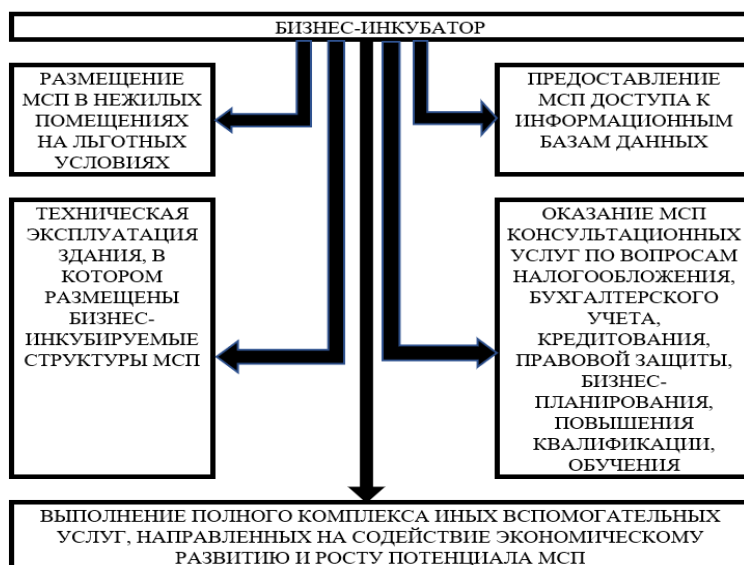 БИЗНЕС-ИНКУБАТОР
РАЗМЕЩЕНИЕ
МСП В НЕЖИЛЫХ
ПОМЕЩЕНИЯХ
НА ЛЬГОТНЫХ
УСЛОВИЯХ
ПРЕДОСТАВЛЕНИЕ
МСП ДОСТУПА К
ИНФОРМАЦИОННЫМ
БАЗАМ ДАННЫХ
ТЕХНИЧЕСКАЯ
ЭКСПЛУАТАЦИЯ
ЗДАНИЯ, В
КОТОРОМ
РАЗМЕЩЕНЫ
БИЗНЕС-
ИНКУБИРУЕМЫЕ
СТРУКТУРЫ МСП
ОКАЗАНИЕ МСП
КОНСУЛЬТАЦИОННЫХ
УСЛУГ ПО ВОПРОСАМ
НАЛОГООБЛОЖЕНИЯ,
БУХГАЛТЕРСКОГО
УЧЕТА,
КРЕДИТОВАНИЯ,
ПРАВОВОЙ ЗАЩИТЫ,
БИЗНЕС-
ПЛАНИРОВАНИЯ,
ПОВЫШЕНИЯ
КВАЛИФИКАЦИИ,
ОБУЧЕНИЯ
ВЫПОЛНЕНИЕ ПОЛНОГО КОМПЛЕКСА ИНЫХ ВСПОМОГАТЕЛЬНЫХ
УСЛУГ, НАПРАВЛЕННЫХ НА СОДЕЙСТВИЕ ЭКОНОМИЧЕСКОМУ
РАЗВИТИЮ И РОСТУ ПОТЕНЦИАЛА МСП